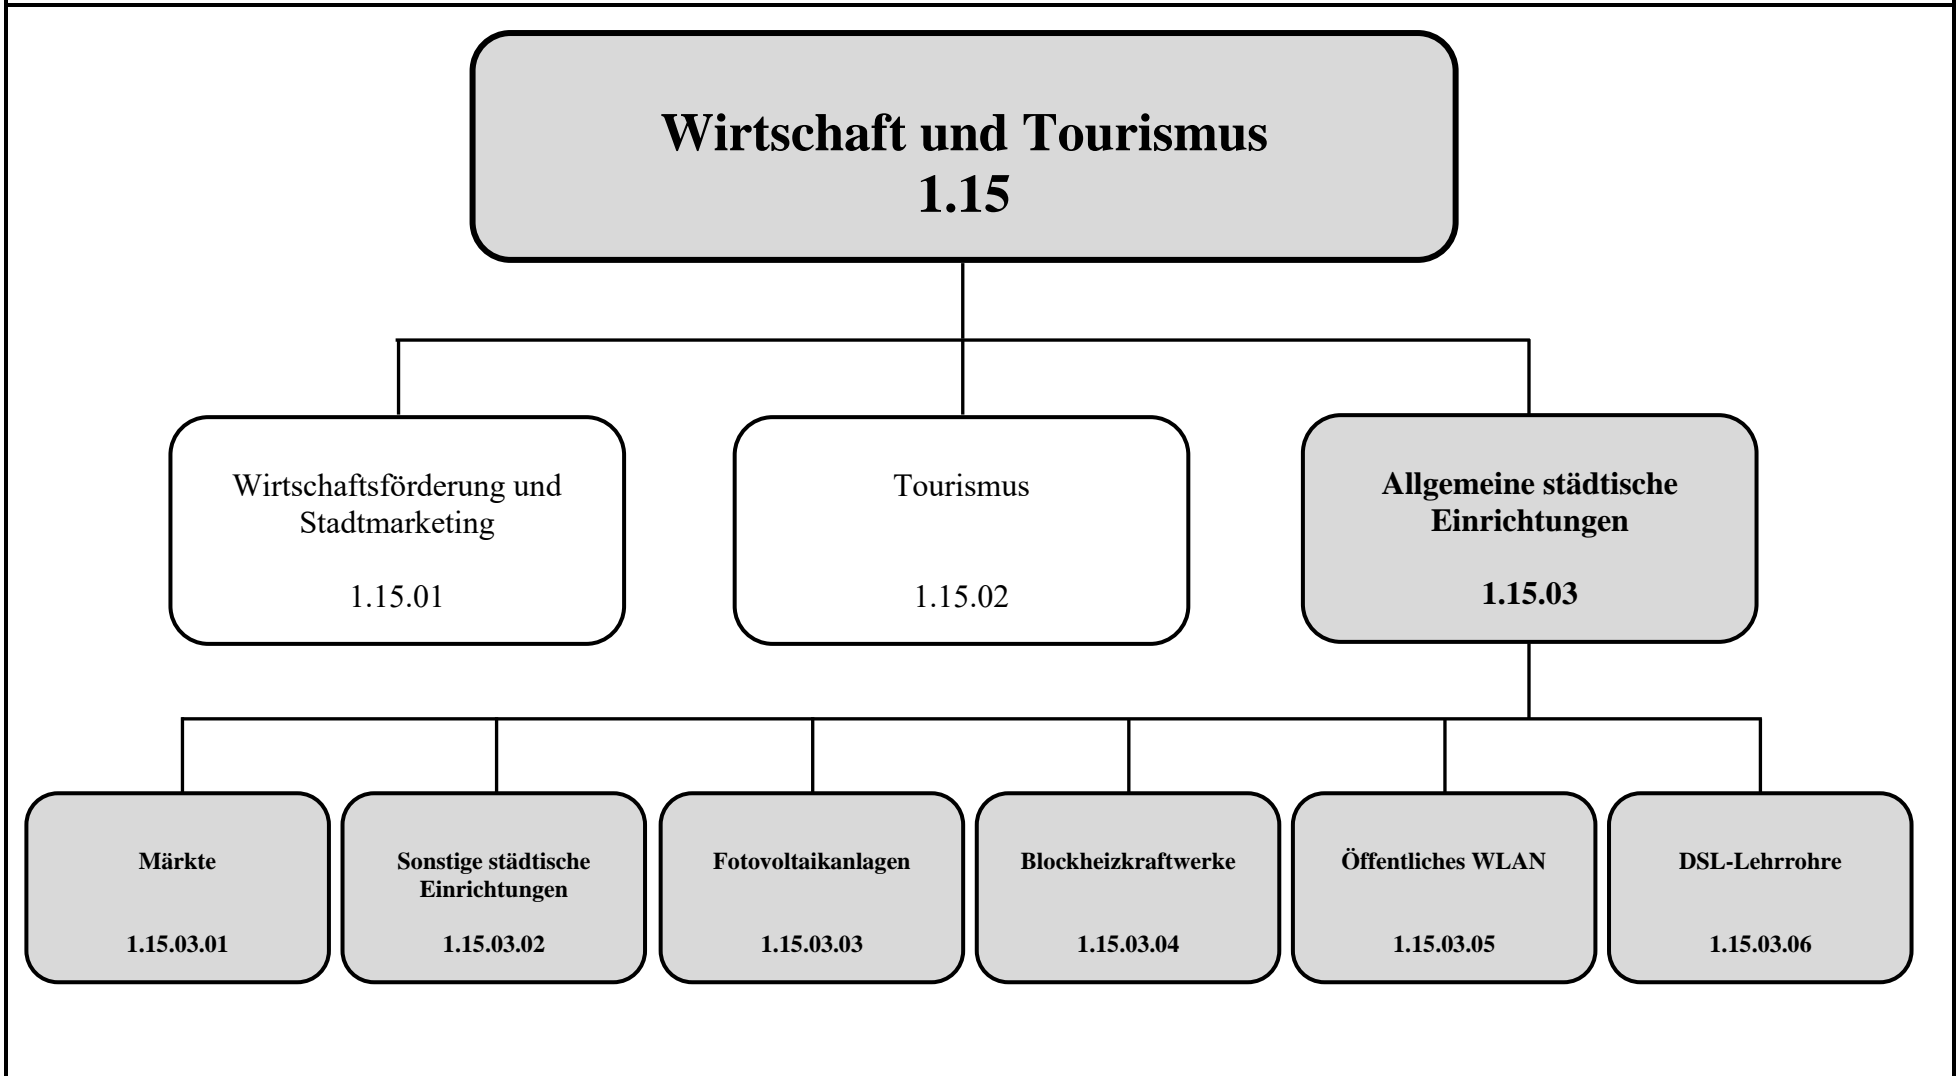 Wirtschaft und Tourismus
1.15
Wirtschaftsförderung und
Stadtmarketing
1.15.01
Tourismus
1.15.02
Allgemeine städtische
Einrichtungen
1.15.03
Märkte
1.15.03.01
Sonstige städtische
Einrichtungen
1.15.03.02
Fotovoltaikanlagen
1.15.03.03
Blockheizkraftwerke
1.15.03.04
Öffentliches WLAN
1.15.03.05
DSL-Lehrrohre
1.15.03.06